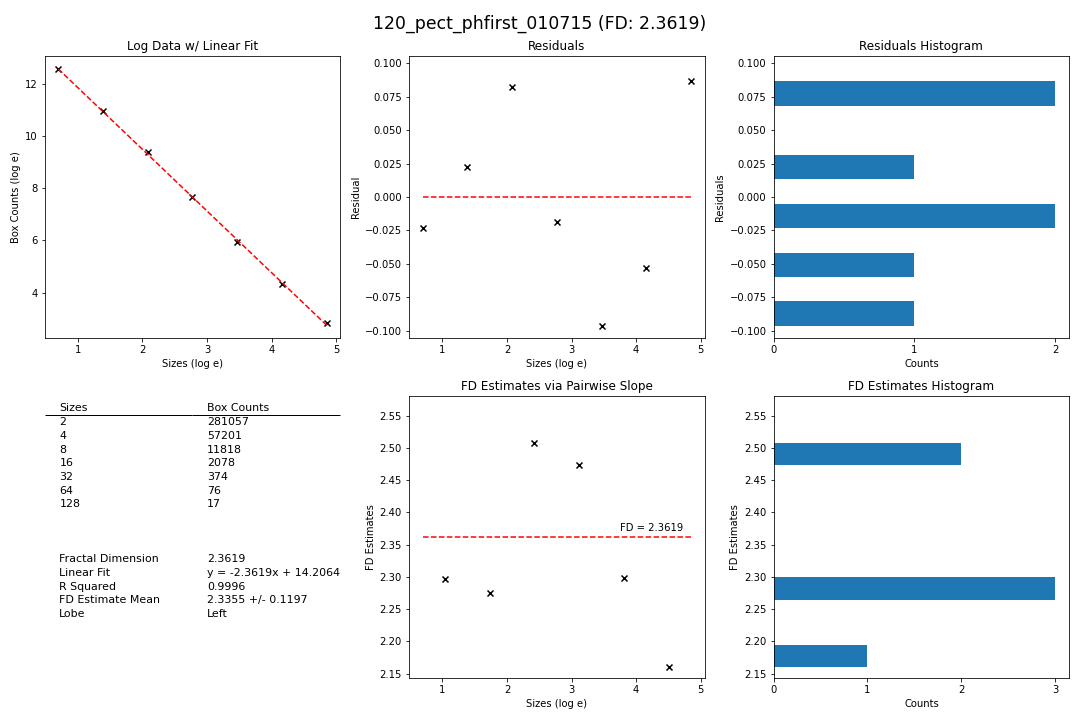 120_pect_phfirst_010715 (FD: 2.3619)
Log Data w/ Linear Fit
12
10
8
6
4
Box Counts (log e)
1 2 3 4 5
Sizes (log e)
Residuals
0.100
0.075
0.050
0.025
0.000
−0.025
−0.050
−0.075
−0.100
Residual
1 2 3 4 5
Sizes (log e)
Residuals Histogram
0.100
0.075
0.050
0.025
0.000
−0.025
−0.050
−0.075
−0.100
Residuals
0 1 2
Counts
Sizes Box Counts
2 281057
4 57201
8 11818
16 2078
32 374
64 76
128 17
Fractal Dimension 2.3619
Linear Fit y = -2.3619x + 14.2064
R Squared 0.9996
FD Estimate Mean 2.3355 +/- 0.1197
Lobe Left
FD Estimates via Pairwise Slope
2.55
2.50
2.45
2.40
2.35
2.30
2.25
2.20
2.15
FD Estimates
FD = 2.3619
1 2 3 4 5
Sizes (log e)
FD Estimates Histogram
2.55
2.50
2.45
2.40
2.35
2.30
2.25
2.20
2.15
FD Estimates
0 1 2 3
Counts